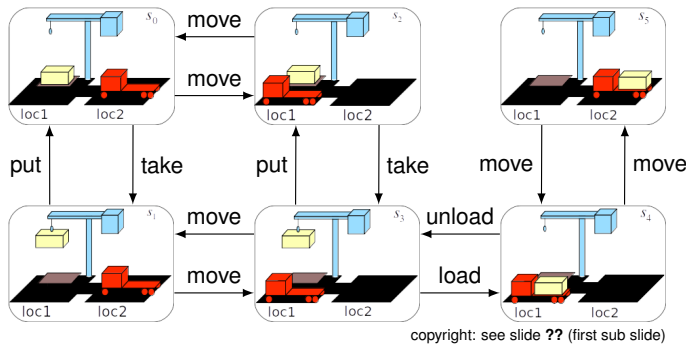 s0 move s2 s5
move
loc1 loc2 loc1 loc2 loc1 loc2
put take put take move move
s1 move s3 unload s4
move load
loc1 loc2 loc1 loc2 loc1 loc2
copyright: see slide ?? (first sub slide)